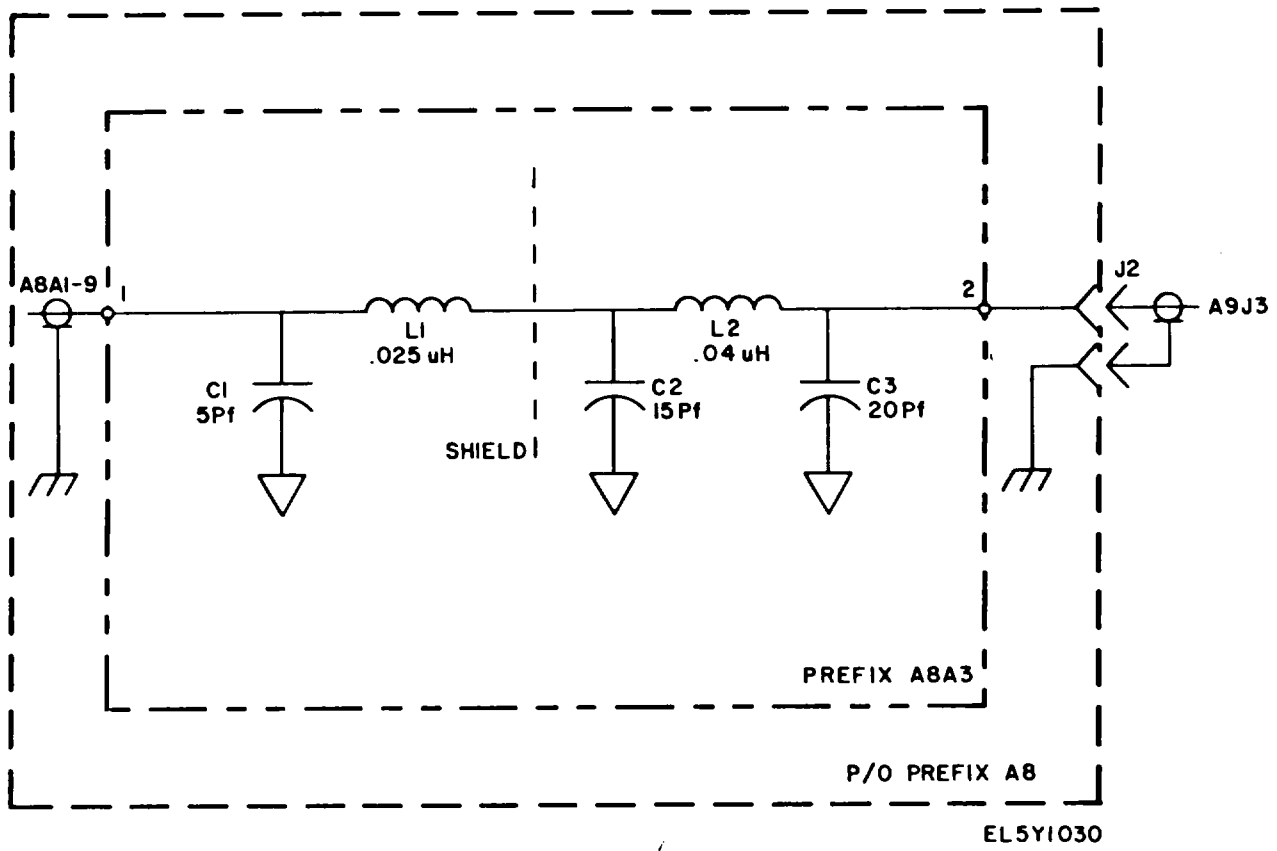 A8A1-9
1
L1
.025 uH
C1
5Pf
SHIELD
C2
15Pf
L2
.04 uH
C3
20Pf
2
J2
A9J3
PREFIX A8A3
P/O PREFIX A8
EL5Y1030